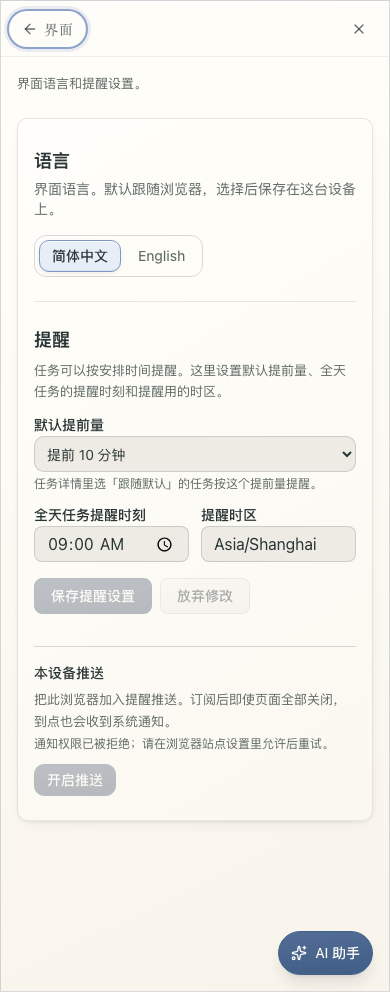 界面
界面语言和提醒设置。
语言
界面语言。默认跟随浏览器，选择后保存在这台设备
上。
简体中文 English
提醒
任务可以按安排时间提醒。这里设置默认提前量、全天
任务的提醒时刻和提醒用的时区。
默认提前量
提前 10 分钟
任务详情里选「跟随默认」的任务按这个提前量提醒。
全天任务提醒时刻 提醒时区
09:00 AM Asia/Shanghai
保存提醒设置 放弃修改
本设备推送
把此浏览器加入提醒推送。订阅后即使页面全部关闭，
到点也会收到系统通知。
通知权限已被拒绝；请在浏览器站点设置里允许后重试。
开启推送
AI 助手